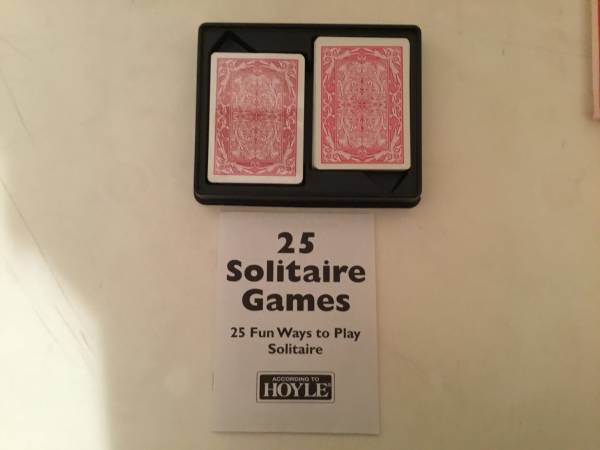 25
Solitaire
Games
25 Fun Ways to Play
Solitaire
ACCORDING TO
HOYLE®